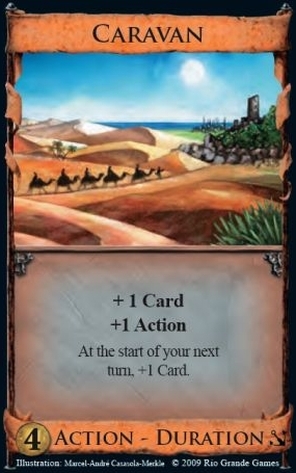 CARAVAN
+ 1 Card
+1 Action
At the start of your next
turn, +1 Card.
4 ACTION - DURATION
Illustration: Marcel-André Casasola-Merkle © 2009 Rio Grande Games